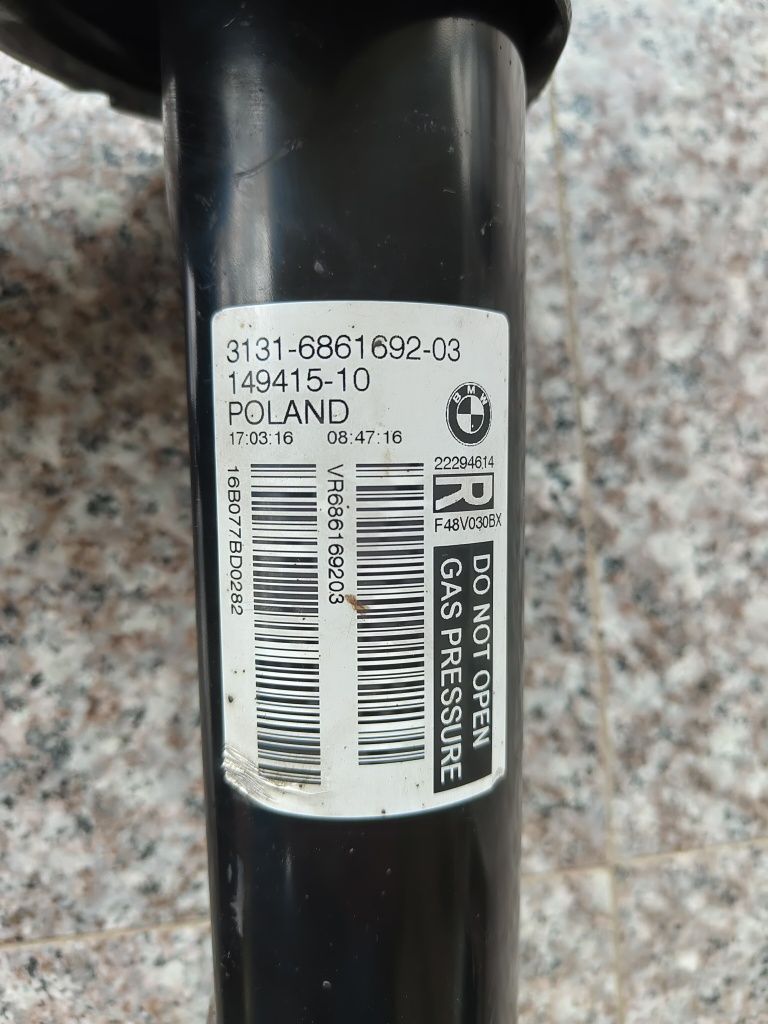 3131-6861692-03
149415-10
POLAND
17:03:16 08:47:16
BMW
22294614
R
F48V030BX
16B077BD0282
VR686169203
DO NOT OPEN
GAS PRESSURE